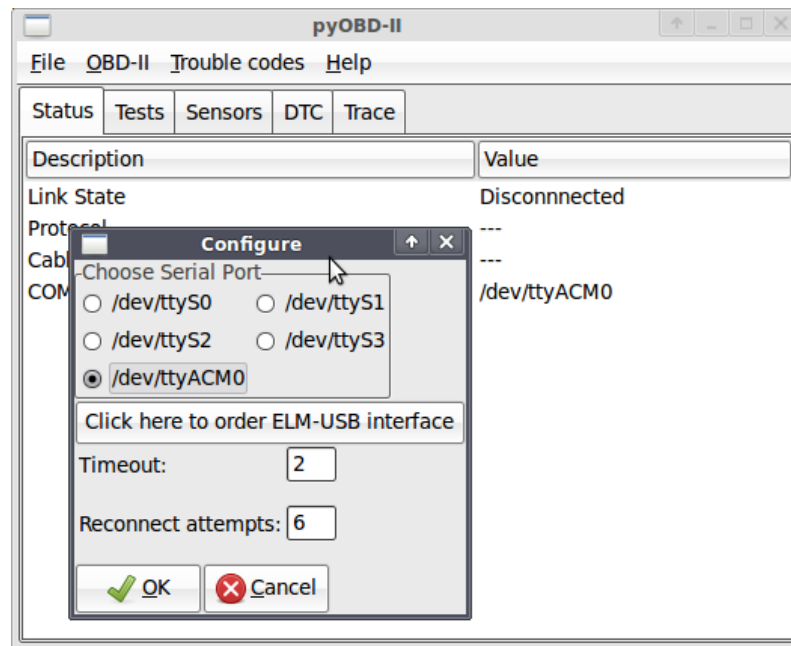 pyOBD-II
File OBD-II Trouble codes Help
Status Tests Sensors DTC Trace
Description Value
Link State Disconnnected
Protocol ---
Cabl ---
COM /dev/ttyACM0
Configure
Choose Serial Port
/dev/ttyS0 /dev/ttyS1
/dev/ttyS2 /dev/ttyS3
/dev/ttyACM0
Click here to order ELM-USB interface
Timeout: 2
Reconnect attempts: 6
OK Cancel